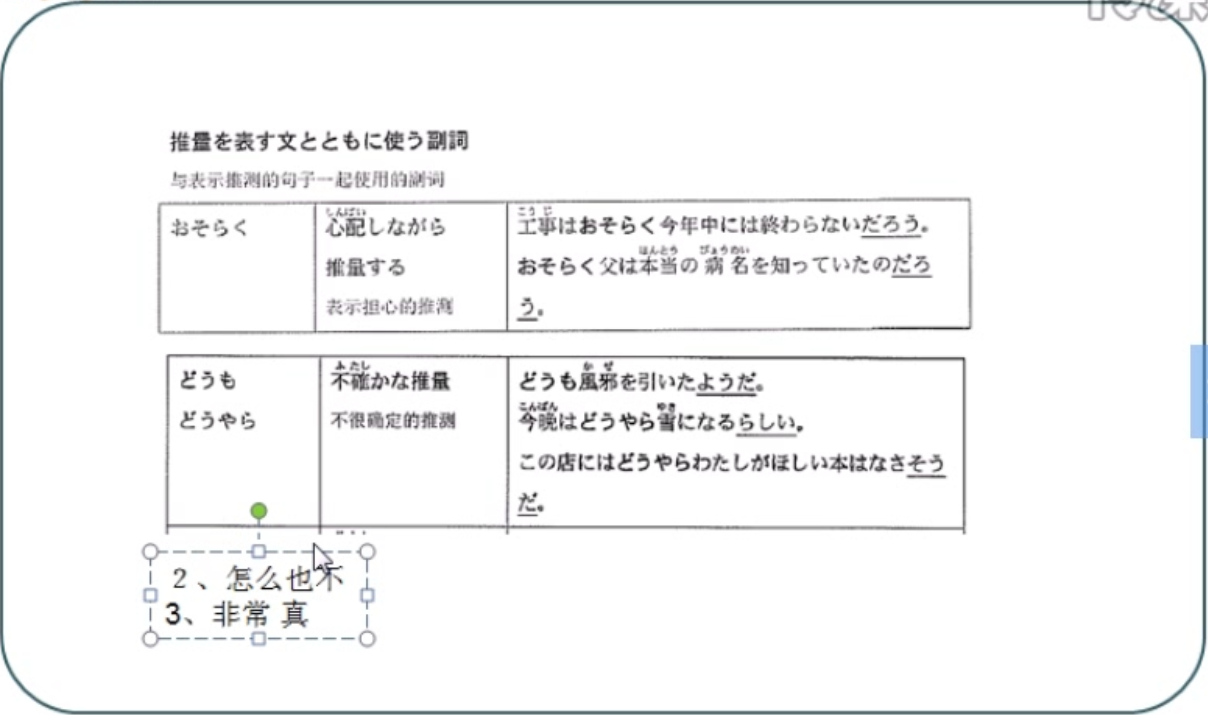 推量を表す文とともに使う副詞
与表示推测的句子一起使用的副词
おそらく
心配しながら
推量する
表示担心的推测
工事はおそらく今年中には終わらないだろう。
おそらく父は本当の病名を知っていたのだろ
う。
どうも
どうやら
不確かな推量
不很确定的推测
どうも風邪を引いたようだ。
今晩はどうやら雪になるらしい。
この店にはどうやらわたしがほしい本はなさそう
だ。
2、怎么也不
3、非常 真